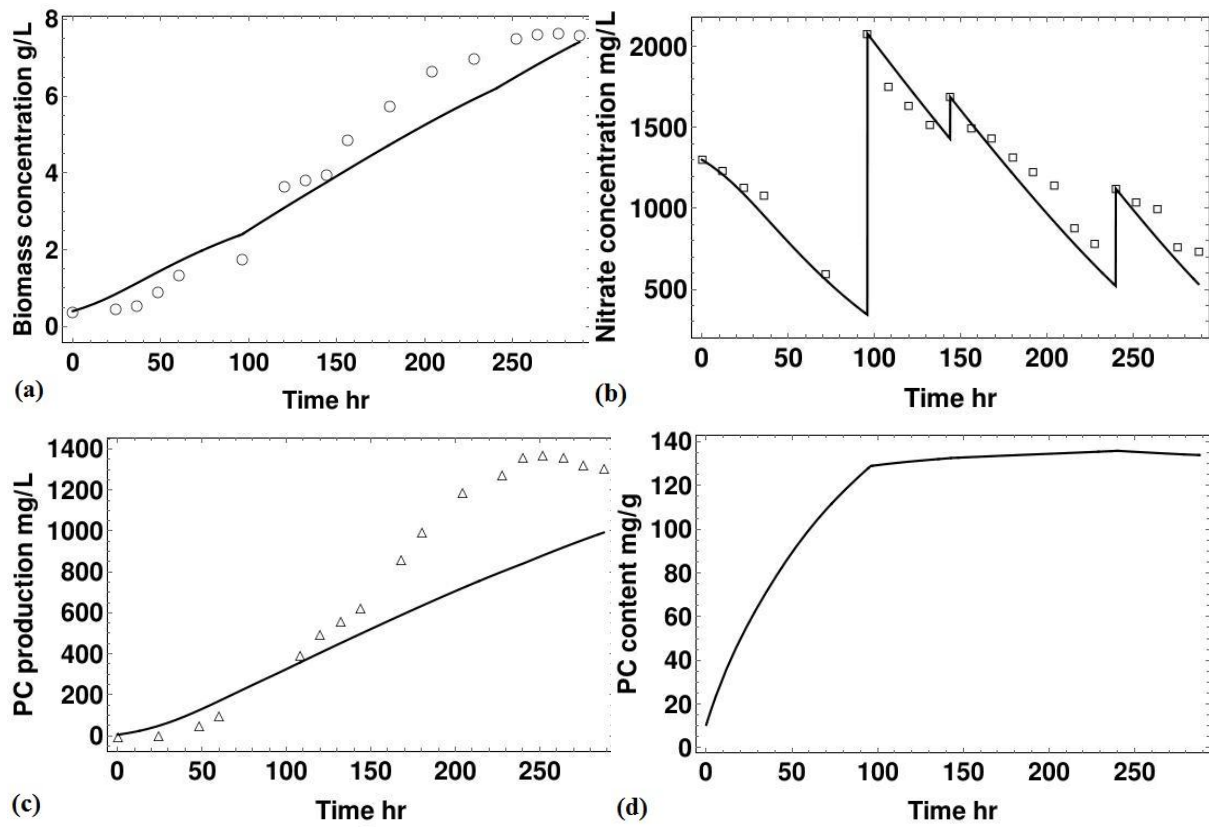 Biomass concentration g/L
8
6
4
2
0
0 50 100 150 200 250
Time hr
(a)
Nitrate concentration mg/L
2000
1500
1000
500
0 50 100 150 200 250
Time hr
(b)
PC production mg/L
1400
1200
1000
800
600
400
200
0
0 50 100 150 200 250
Time hr
(c)
PC content mg/g
140
120
100
80
60
40
20
0
0 50 100 150 200 250
Time hr
(d)